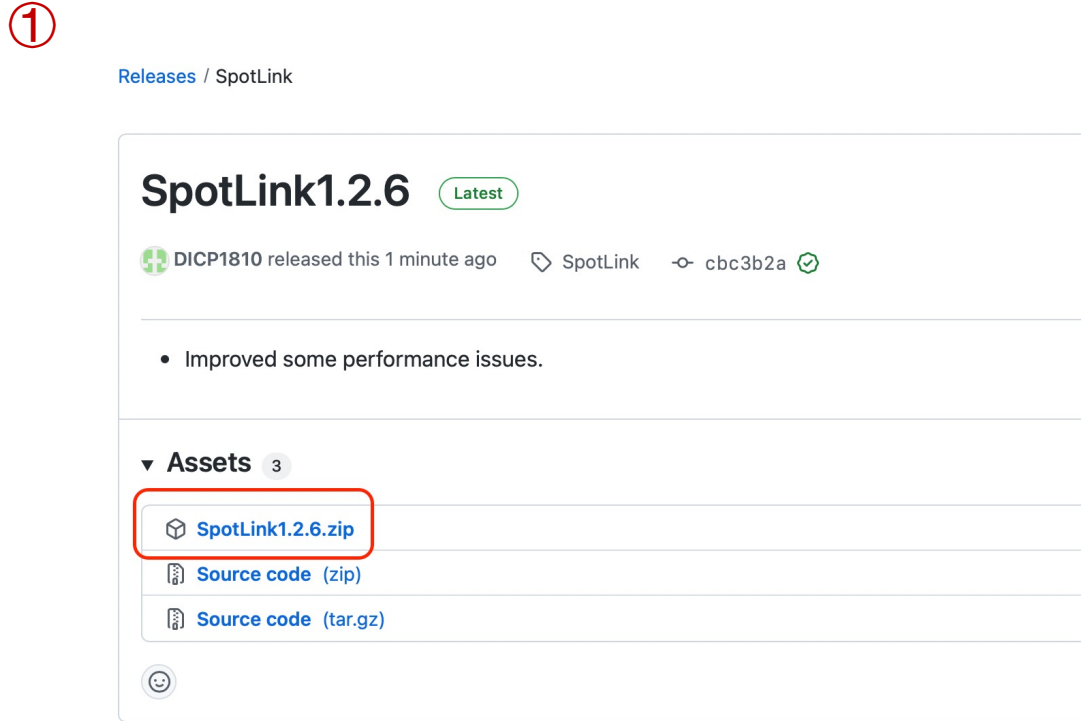 ①
Releases / SpotLink
SpotLink1.2.6 Latest
DICP1810 released this 1 minute ago SpotLink cbc3b2a
• Improved some performance issues.
Assets 3
SpotLink1.2.6.zip
Source code (zip)
Source code (tar.gz)